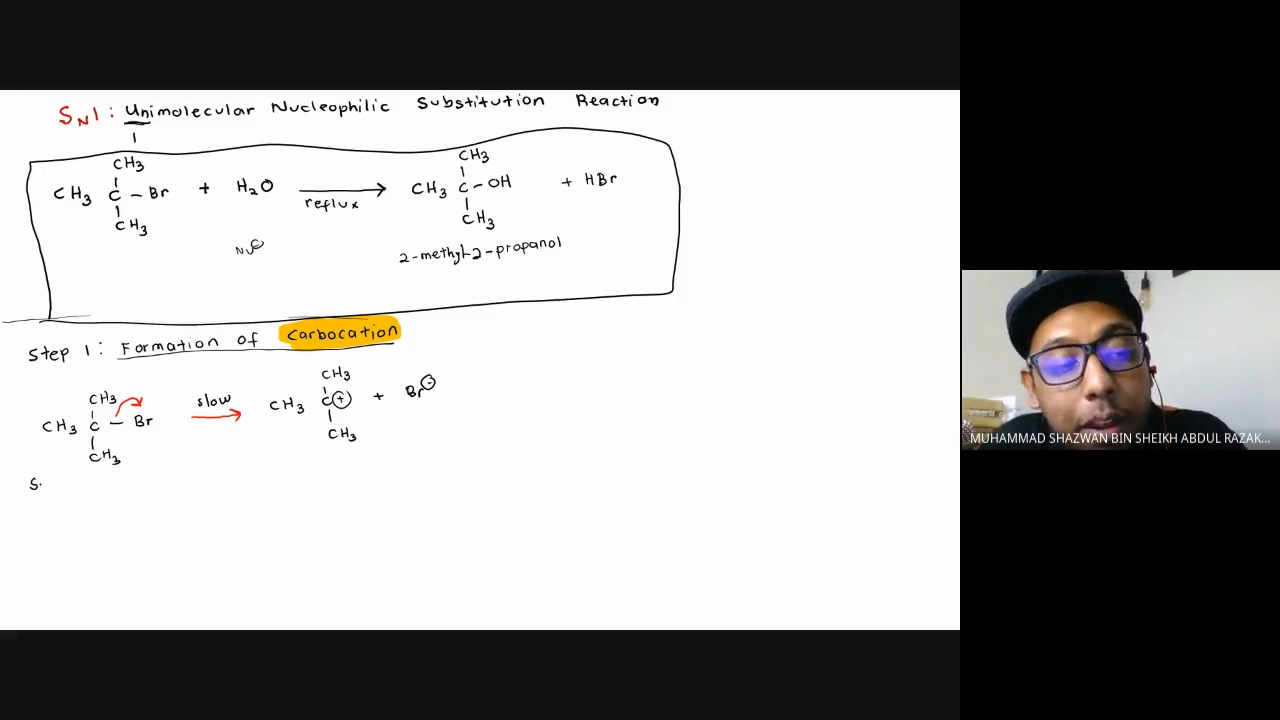 SN1: Unimolecular Nucleophilic Substitution Reaction
1
CH3 CH3
CH3 C - Br + H2O → CH3 C - OH + HBr
reflux
CH3 CH3
Nu
2-methyl-2-propanol
Step 1: Formation of Carbocation
CH3 CH3
CH3 C - Br slow → CH3 C+ + Br-
CH3 CH3
S.
MUHAMMAD SHAZWAN BIN SHEIKH ABDUL RAZAK...